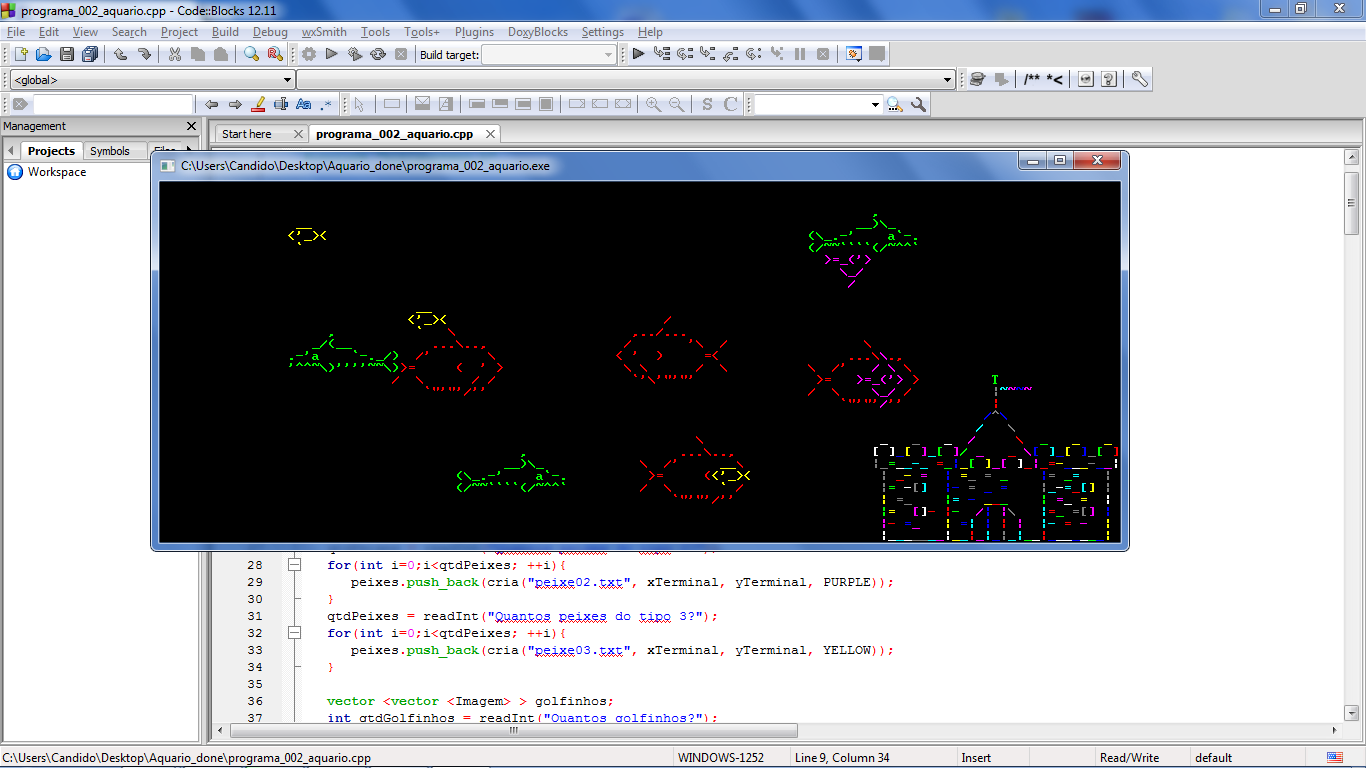 programa_002_aquario.cpp - Code::Blocks 12.11
File Edit View Search Project Build Debug wxSmith Tools Tools+ Plugins DoxyBlocks Settings Help
Build target:
<global>
/** *<
Aa .*
S C
Management
Projects Symbols Files
Workspace
Start here programa_002_aquario.cpp
C:\Users\Candido\Desktop\Aquario_done\programa_002_aquario.exe
28 for(int i=0;i<qtdPeixes; ++i){
29 peixes.push_back(cria("peixe02.txt", xTerminal, yTerminal, PURPLE));
30 }
31 qtdPeixes = readInt("Quantos peixes do tipo 3?");
32 for(int i=0;i<qtdPeixes; ++i){
33 peixes.push_back(cria("peixe03.txt", xTerminal, yTerminal, YELLOW));
34 }
35
36 vector <vector <Imagem> > golfinhos;
37 int qtdGolfinhos = readInt("Quantos golfinhos?");
C:\Users\Candido\Desktop\Aquario_done\programa_002_aquario.cpp WINDOWS-1252 Line 9, Column 34 Insert Read/Write default